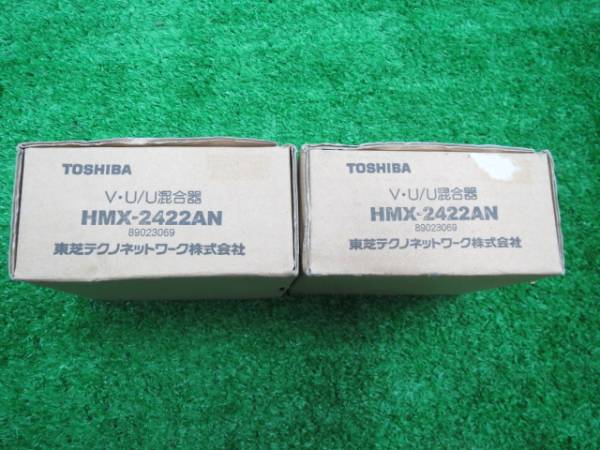 TOSHIBA
V・U/U混合器
HMX-2422AN
89023069
東芝テクノネットワーク株式会社
TOSHIBA
V・U/U混合器
HMX-2422AN
89023069
東芝テクノネットワーク株式会社